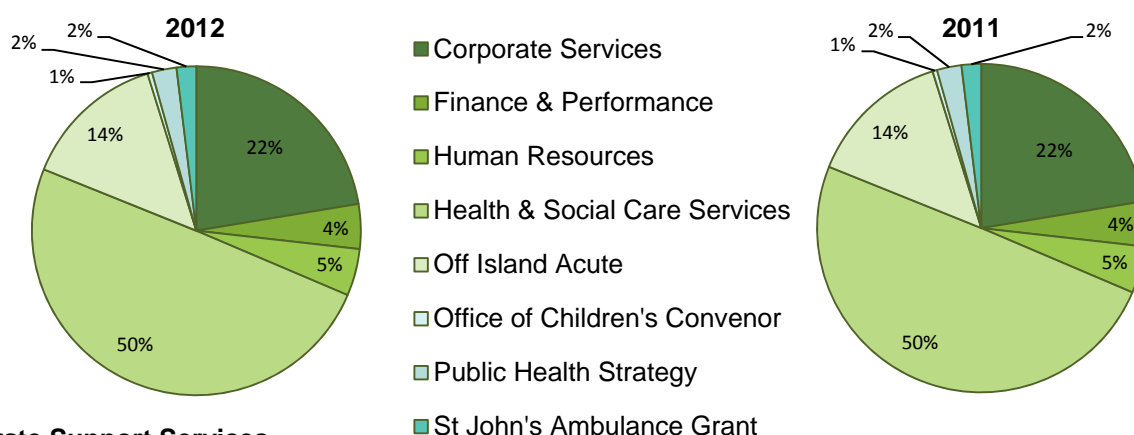 2012
2%
2%
1%
14%
22%
4%
5%
50%
Corporate Services
Finance & Performance
Human Resources
Health & Social Care Services
Off Island Acute
Office of Children's Convenor
Public Health Strategy
St John's Ambulance Grant
2011
2%
1%
2%
14%
22%
4%
5%
50%
Support Services